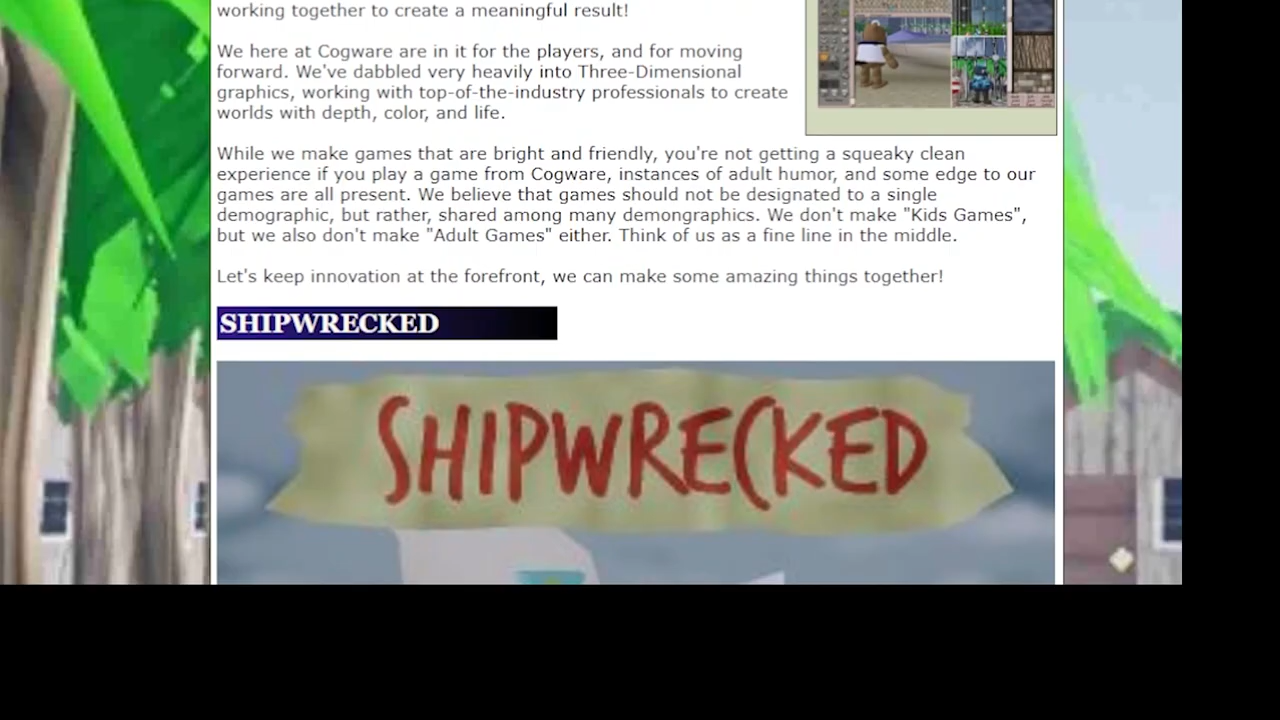 working together to create a meaningful result!
We here at Cogware are in it for the players, and for moving
forward. We've dabbled very heavily into Three-Dimensional
graphics, working with top-of-the-industry professionals to create
worlds with depth, color, and life.
While we make games that are bright and friendly, you're not getting a squeaky clean
experience if you play a game from Cogware, instances of adult humor, and some edge to our
games are all present. We believe that games should not be designated to a single
demographic, but rather, shared among many demongraphics. We don't make "Kids Games",
but we also don't make "Adult Games" either. Think of us as a fine line in the middle.
Let's keep innovation at the forefront, we can make some amazing things together!
SHIPWRECKED
SHIPWRECKED